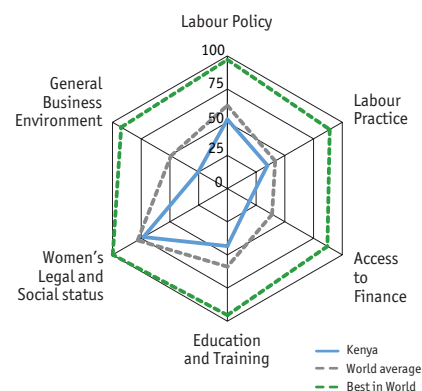 Labour Policy
100
75
50
25
0
General
Business
Environment
Labour
Practice
Women's
Legal and
Social status
Access
to
Finance
Education
and Training
Kenya
World average
Best in World